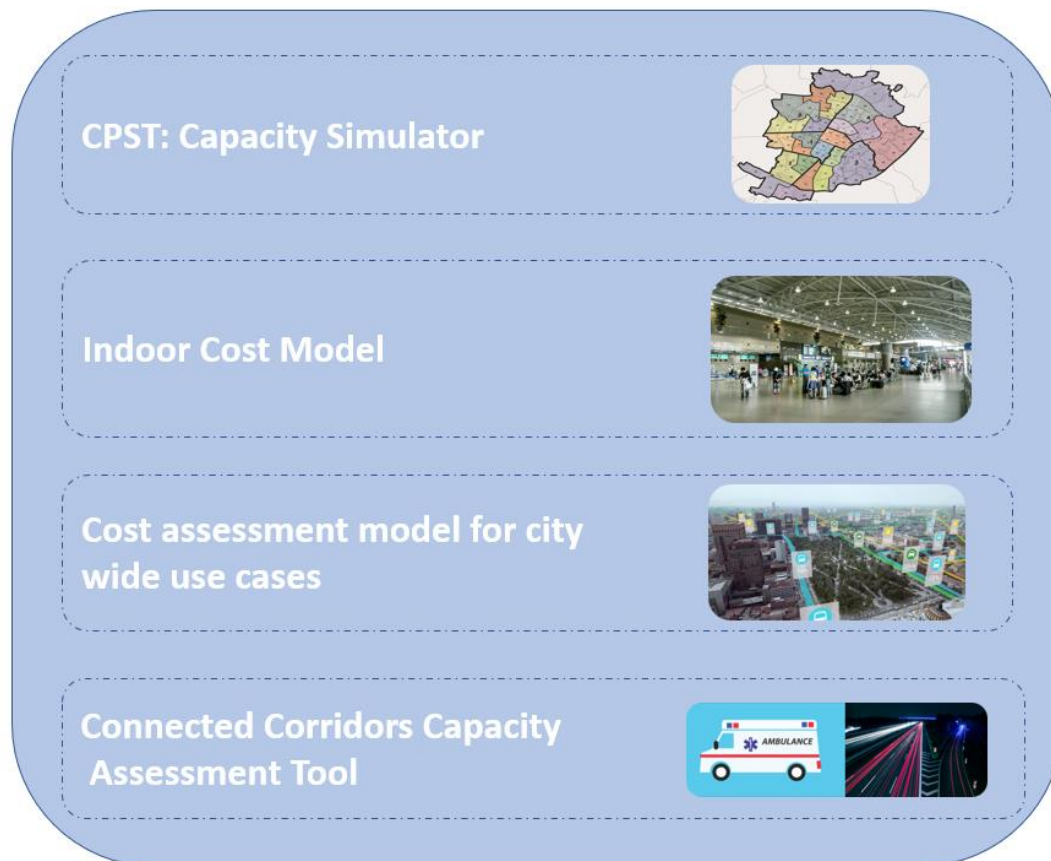 CPST: Capacity Simulator
Indoor Cost Model
Cost assessment model for city
wide use cases
Connected Corridors Capacity
Assessment Tool
AMBULANCE